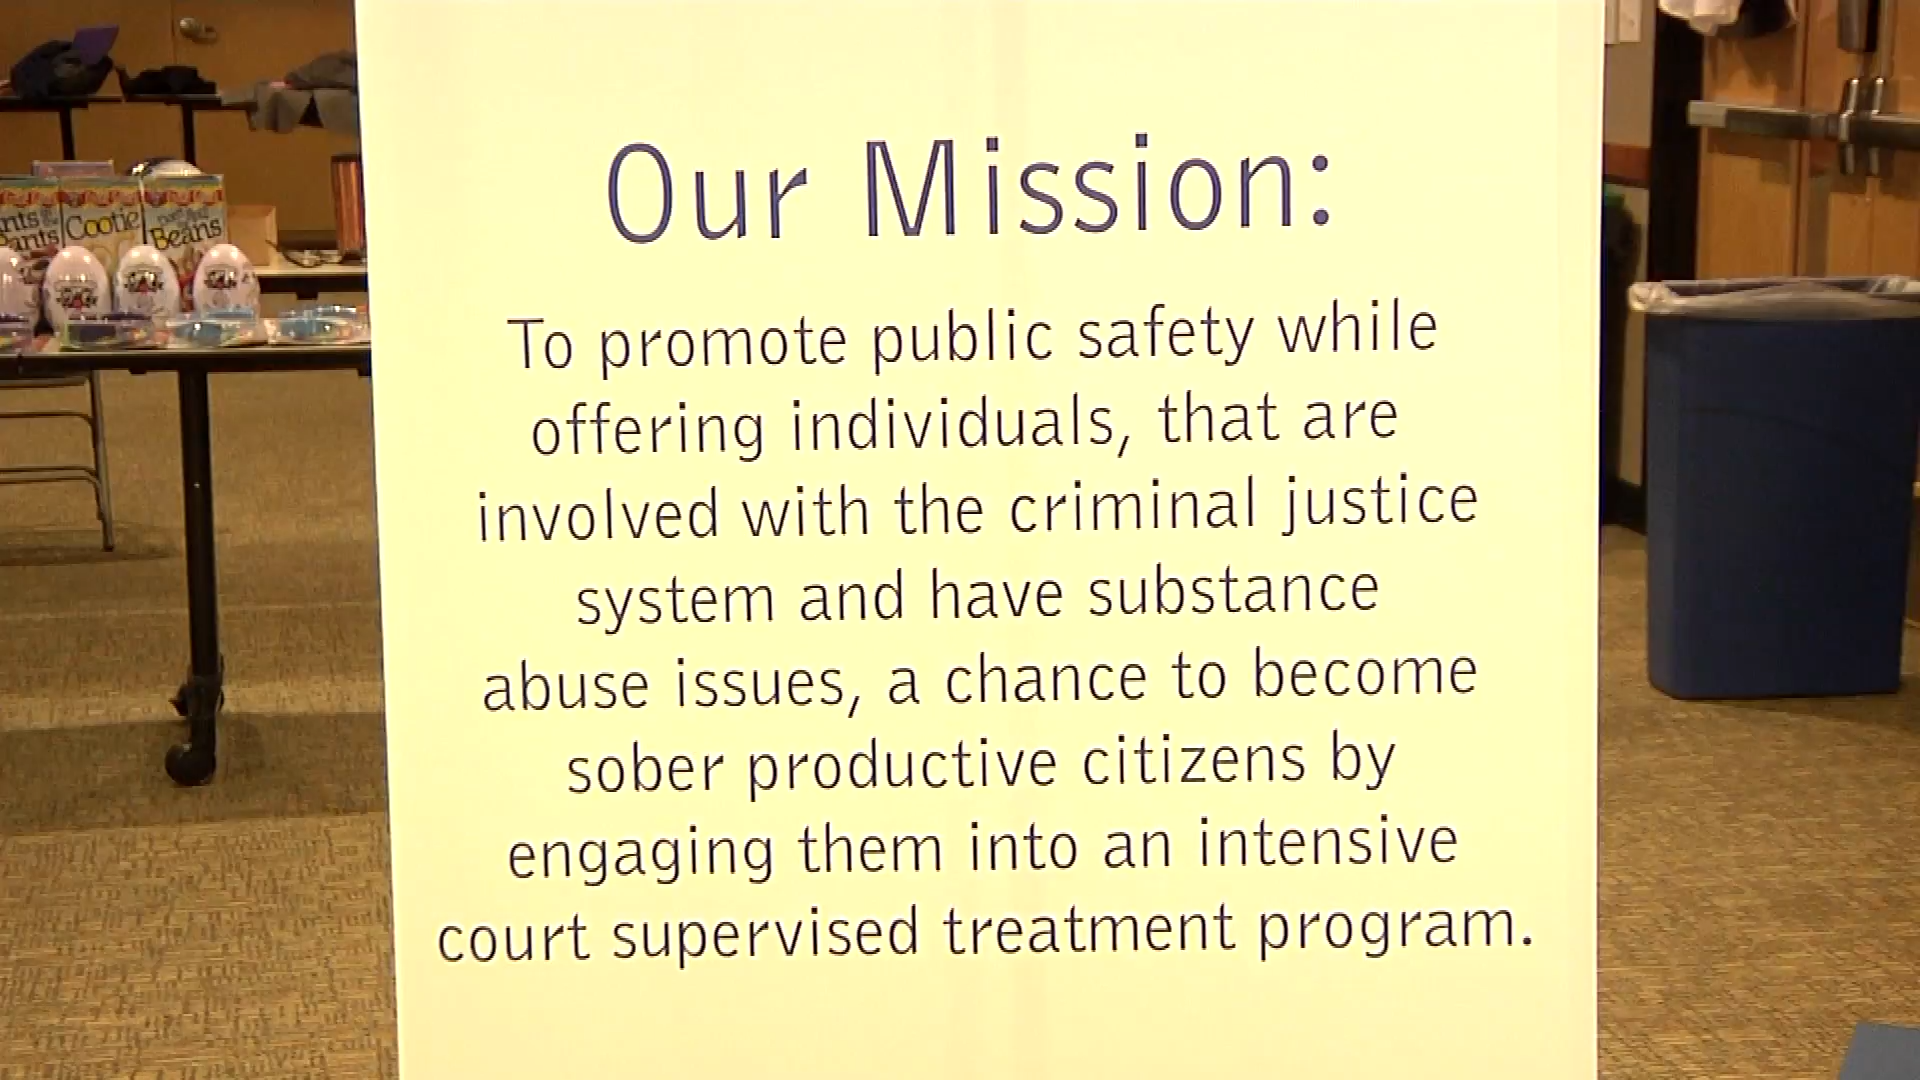 Our Mission:
To promote public safety while
offering individuals, that are
involved with the criminal justice
system and have substance
abuse issues, a chance to become
sober productive citizens by
engaging them into an intensive
court supervised treatment program.
Cootie
Beans